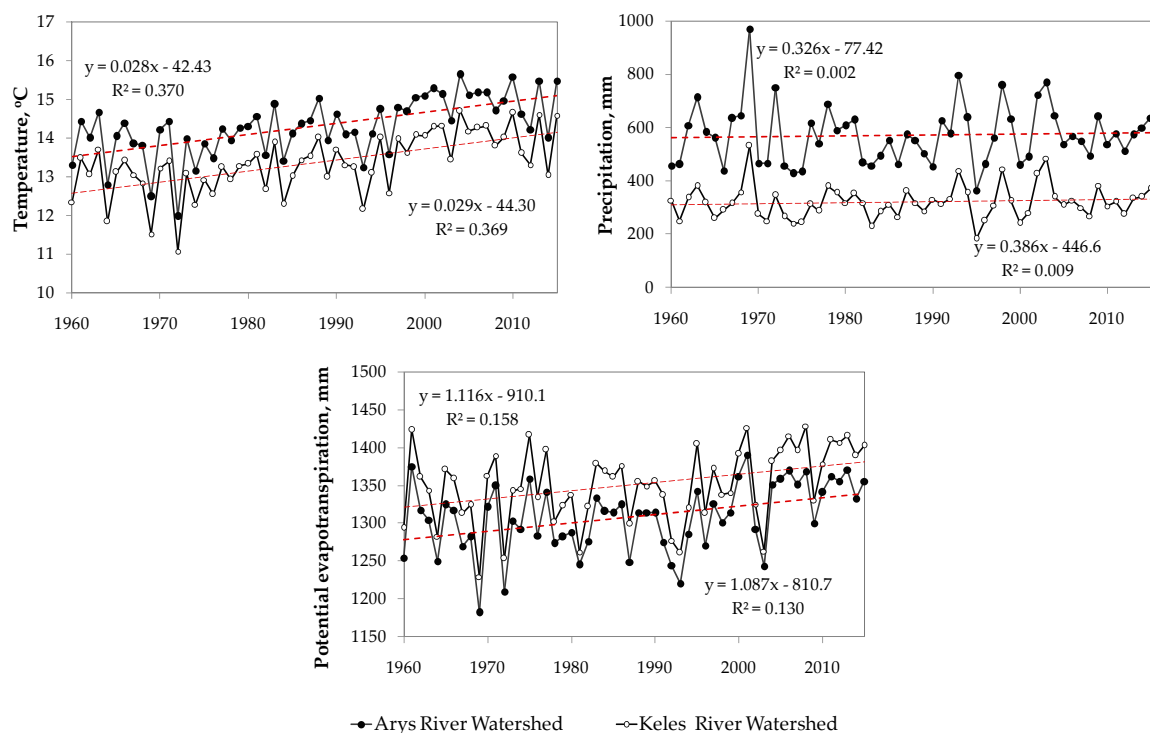 Temperature, ºC
17
16
15
14
13
12
11
10
y = 0.028x - 42.43
R² = 0.370
y = 0.029x - 44.30
R² = 0.369
1960 1970 1980 1990 2000 2010
Precipitation, mm
1000
800
600
400
200
0
y = 0.326x - 77.42
R² = 0.002
y = 0.386x - 446.6
R² = 0.009
1960 1970 1980 1990 2000 2010
Potential evapotranspiration, mm
1500
1450
1400
1350
1300
1250
1200
1150
y = 1.116x - 910.1
R² = 0.158
y = 1.087x - 810.7
R² = 0.130
1960 1970 1980 1990 2000 2010
Arys River Watershed Keles River Watershed